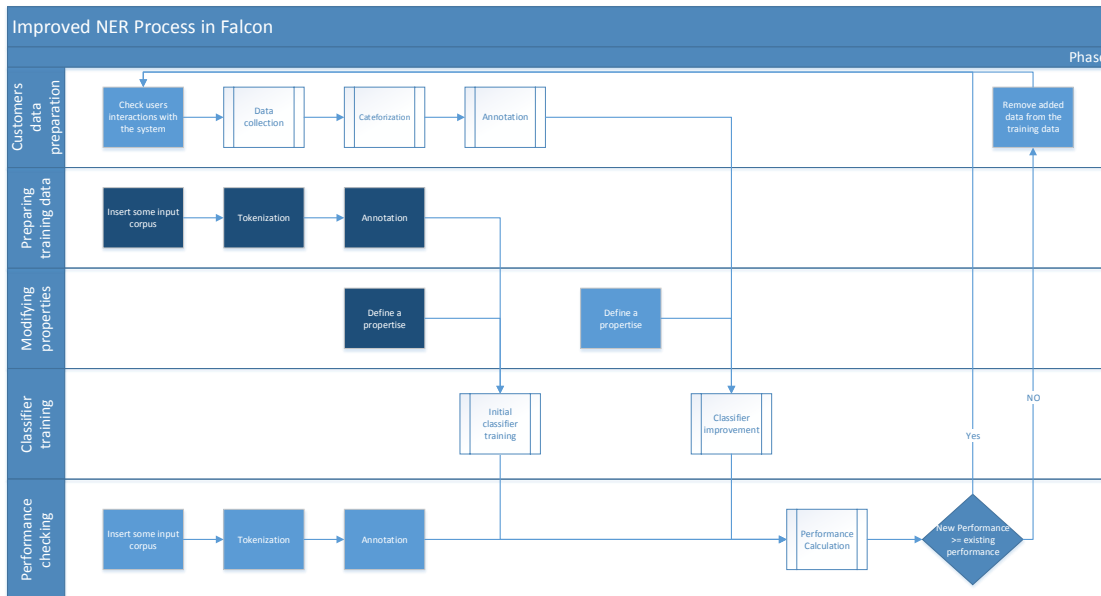 Improved NER Process in Falcon
Phase
Customers
data
preparation
Check users
interactions with
the system
Data
collection
Cateforization
Annotation
Remove added
data from the
training data
Preparing
training data
Insert some input
corpus
Tokenization
Annotation
Modifying
properties
Define a
propertise
Define a
propertise
Classifier
training
Initial
classifier
training
Classifier
improvement
Yes
NO
Performance
checking
Insert some input
corpus
Tokenization
Annotation
Performance
Calculation
New Performance
>= existing
performance